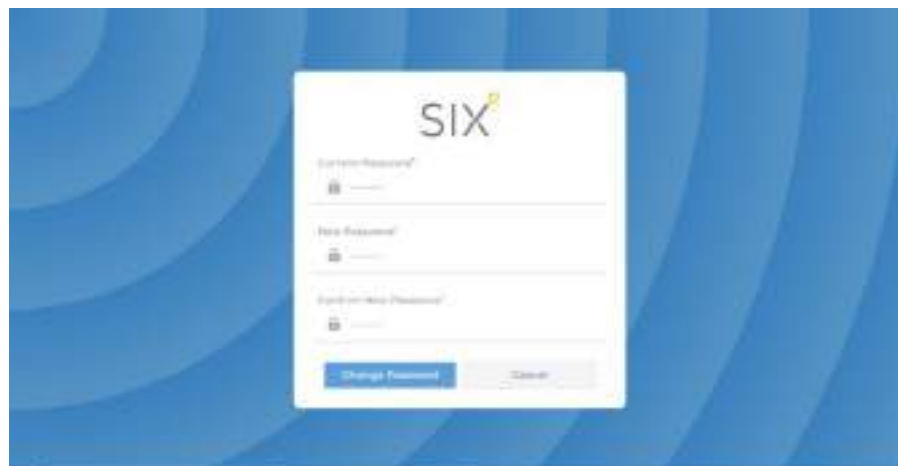 SIX
Current Password*
New Password*
Confirm New Password*
Change Password
Cancel